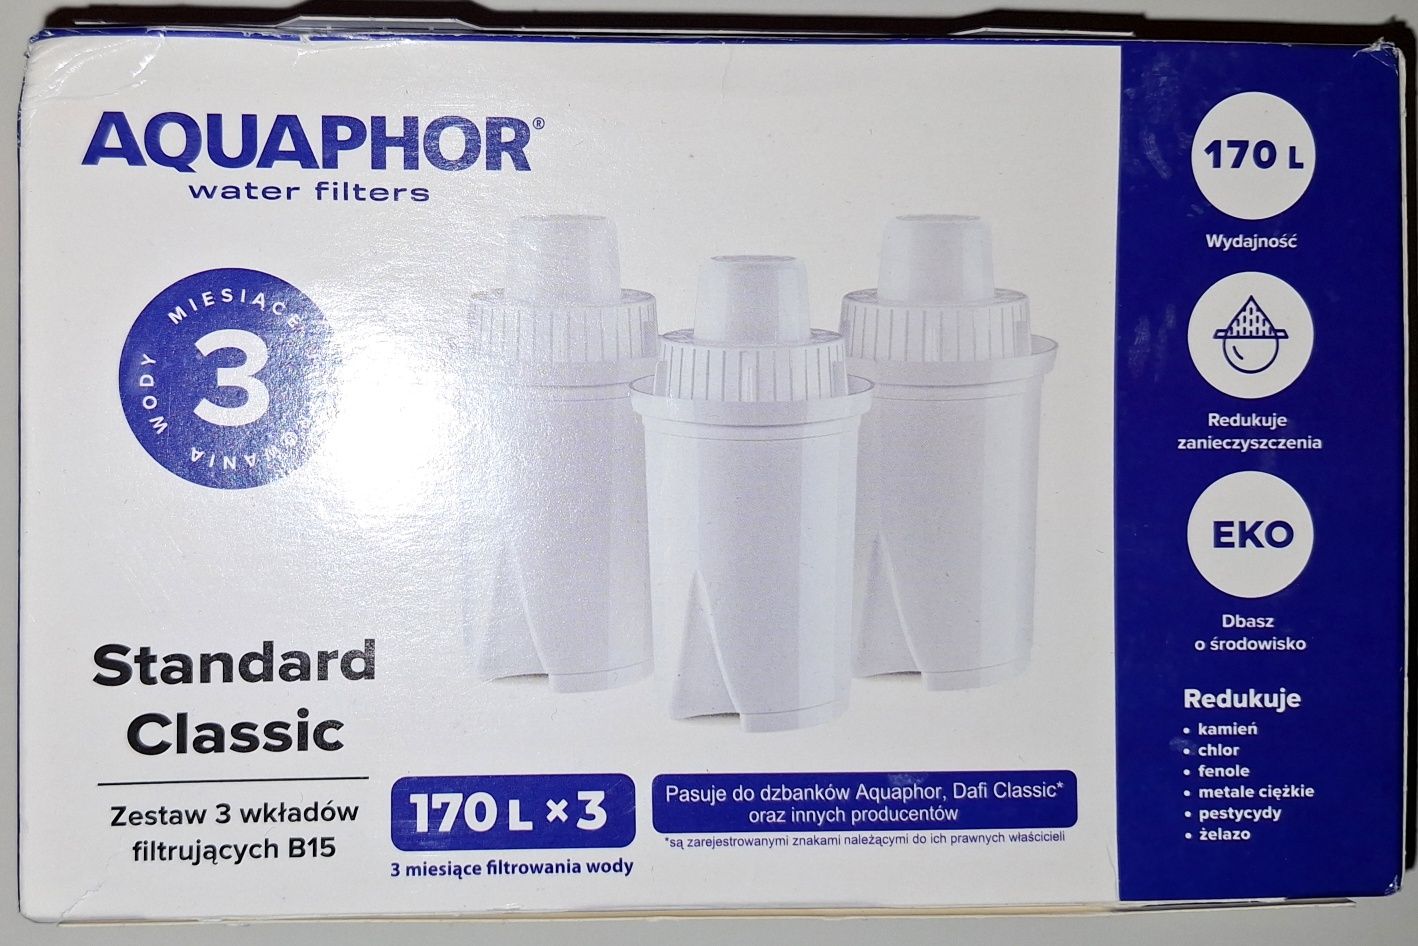 AQUAPHOR®
water filters
3
MIESIĄCE
WODY
Standard
Classic
Zestaw 3 wkładów
filtrujących B15
170 L × 3
3 miesiące filtrowania wody
Pasuje do dzbanków Aquaphor, Dafi Classic*
oraz innych producentów
*są zarejestrowanymi znakami należącymi do ich prawnych właścicieli
170 L
Wydajność
Redukuje
zanieczyszczenia
EKO
Dbasz
o środowisko
Redukuje
• kamień
• chlor
• fenole
• metale ciężkie
• pestycydy
• żelazo